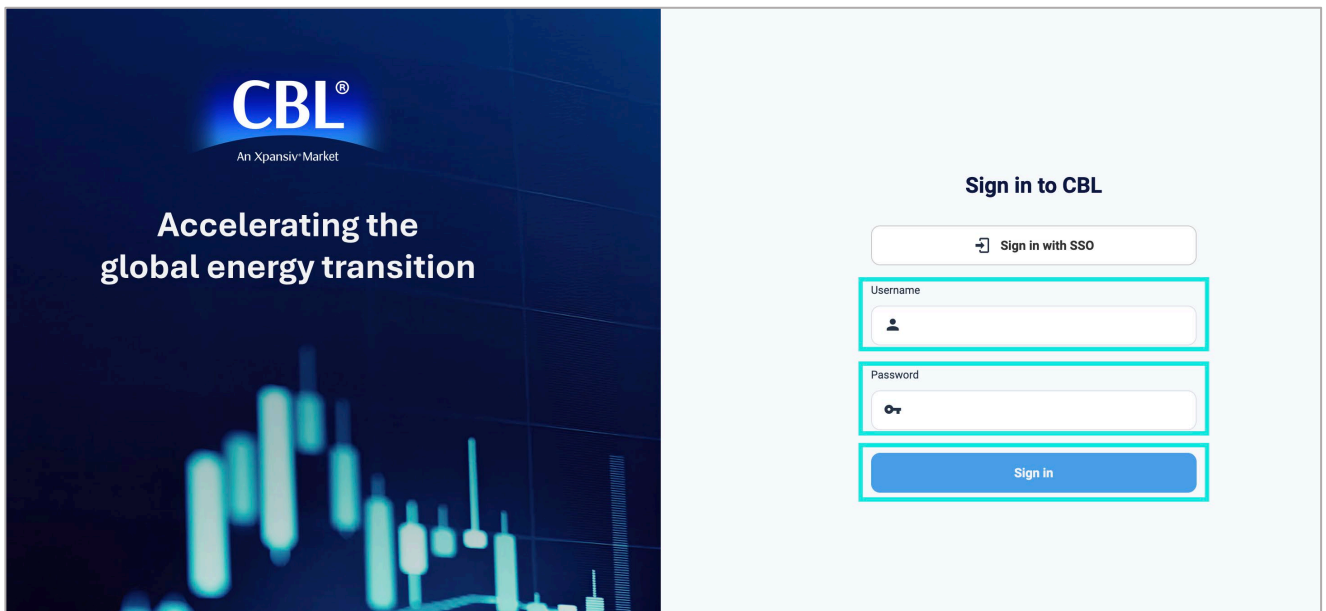 CBL®
An Xpansiv® Market
Accelerating the
global energy transition
Sign in to CBL
Sign in with SSO
Username
Password
Sign in